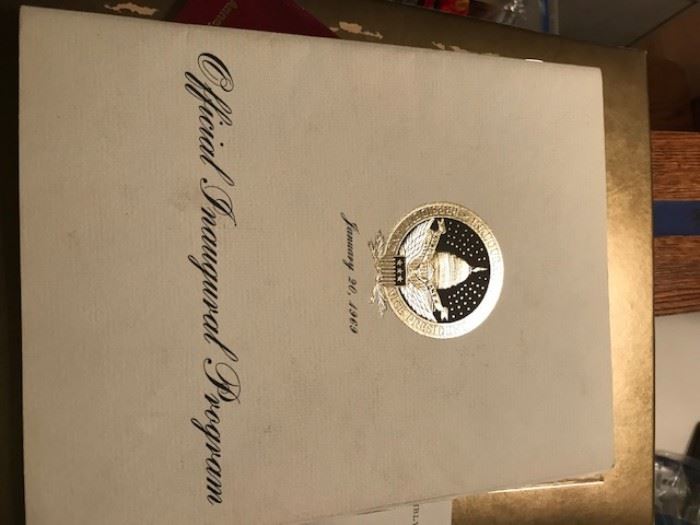 January 20, 1969
Official Inaugural Program